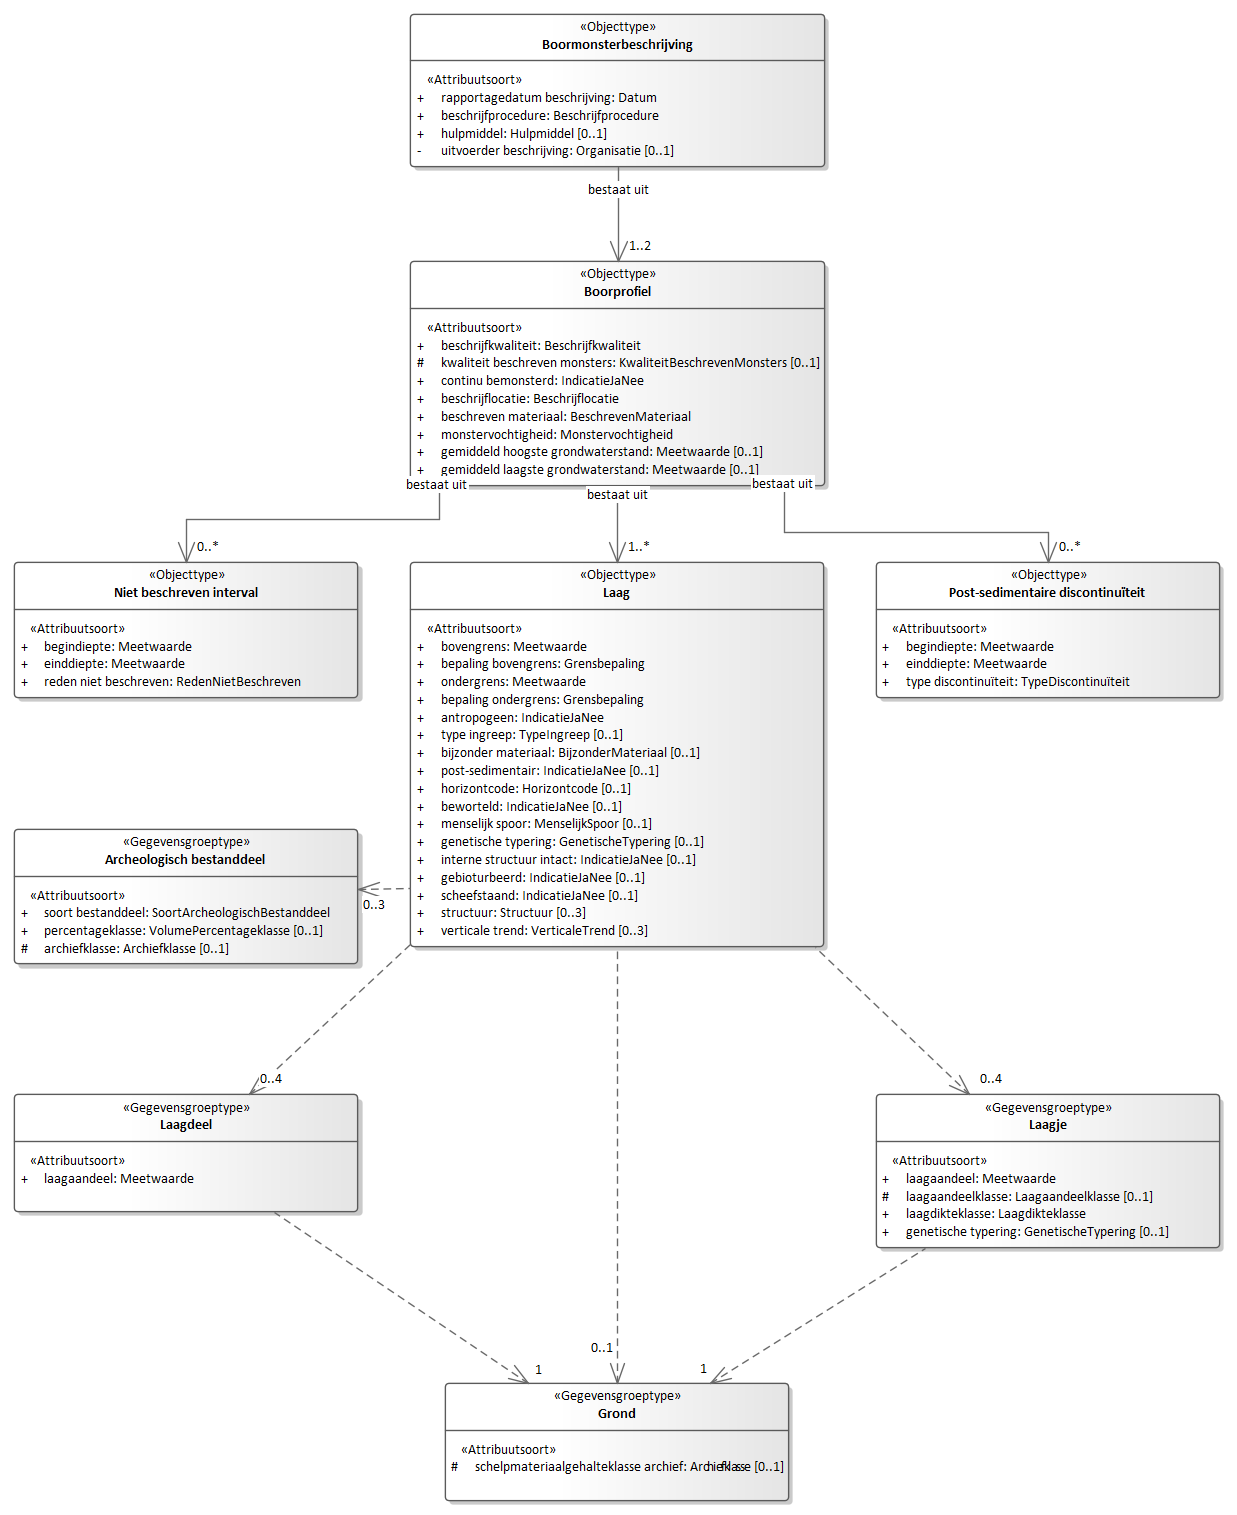 «Objecttype»
Boormonsterbeschrijving
«Attribuutsoort»
+ rapportagedatum beschrijving: Datum
+ beschrijfprocedure: Beschrijfprocedure
+ hulpmiddel: Hulpmiddel [0..1]
- uitvoerder beschrijving: Organisatie [0..1]
bestaat uit
1..2
«Objecttype»
Boorprofiel
«Attribuutsoort»
+ beschrijfkwaliteit: Beschrijfkwaliteit
# kwaliteit beschreven monsters: KwaliteitBeschrevenMonsters [0..1]
+ continu bemonsterd: IndicatieJaNee
+ beschrijflocatie: Beschrijflocatie
+ beschreven materiaal: BeschrevenMateriaal
+ monstervochtigheid: Monstervochtigheid
+ gemiddeld hoogste grondwaterstand: Meetwaarde [0..1]
+ gemiddeld laagste grondwaterstand: Meetwaarde [0..1]
bestaat uit
bestaat uit
bestaat uit
0..*
1..*
0..*
«Objecttype»
Niet beschreven interval
«Attribuutsoort»
+ begindiepte: Meetwaarde
+ einddiepte: Meetwaarde
+ reden niet beschreven: RedenNietBeschreven
«Objecttype»
Laag
«Attribuutsoort»
+ bovengrens: Meetwaarde
+ bepaling bovengrens: Grensbepaling
+ ondergrens: Meetwaarde
+ bepaling ondergrens: Grensbepaling
+ antropogeen: IndicatieJaNee
+ type ingreep: TypeIngreep [0..1]
+ bijzonder materiaal: BijzonderMateriaal [0..1]
+ post-sedimentair: IndicatieJaNee [0..1]
+ horizontcode: Horizontcode [0..1]
+ beworteld: IndicatieJaNee [0..1]
+ menselijk spoor: MenselijkSpoor [0..1]
+ genetische typering: GenetischeTypering [0..1]
+ interne structuur intact: IndicatieJaNee [0..1]
+ gebioturbeerd: IndicatieJaNee [0..1]
+ scheefstaand: IndicatieJaNee [0..1]
+ structuur: Structuur [0..3]
+ verticale trend: VerticaleTrend [0..3]
«Objecttype»
Post-sedimentaire discontinuïteit
«Attribuutsoort»
+ begindiepte: Meetwaarde
+ einddiepte: Meetwaarde
+ type discontinuïteit: TypeDiscontinuïteit
«Gegevensgroeptype»
Archeologisch bestanddeel
«Attribuutsoort»
+ soort bestanddeel: SoortArcheologischBestanddeel
+ percentageklasse: VolumePercentageklasse [0..1]
# archiefklasse: Archiefklasse [0..1]
0..3
0..4
0..4
«Gegevensgroeptype»
Laagdeel
«Attribuutsoort»
+ laagaandeel: Meetwaarde
«Gegevensgroeptype»
Laagje
«Attribuutsoort»
+ laagaandeel: Meetwaarde
# laagaandeelklasse: Laagaandeelklasse [0..1]
+ laagdikteklasse: Laagdikteklasse
+ genetische typering: GenetischeTypering [0..1]
1
0..1
1
«Gegevensgroeptype»
Grond
«Attribuutsoort»
# schelpmateriaalgehalteklasse archief: Archiefklasse [0..1]